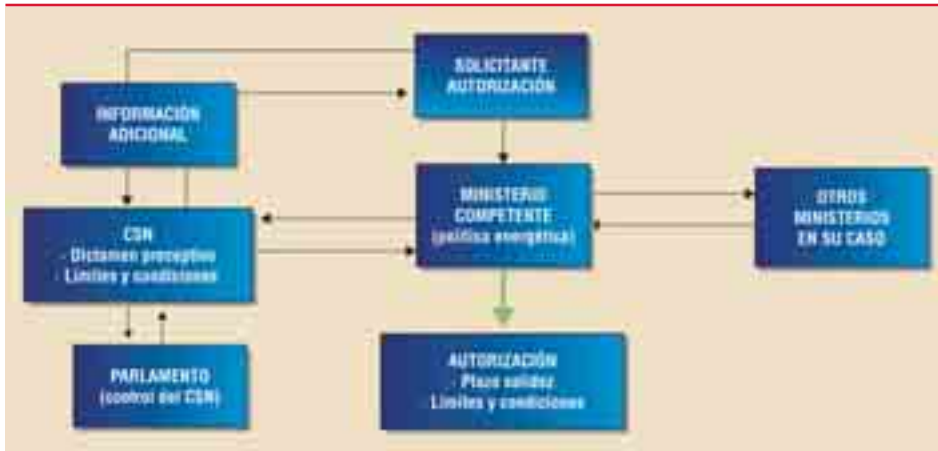 SOLICITANTE
AUTORIZACIÓN
INFORMACIÓN
ADICIONAL
MINISTERIO
COMPETENTE
(política energética)
OTROS
MINISTERIOS
EN SU CASO
CSN
- Dictamen preceptivo
- Límites y condiciones
PARLAMENTO
(control del CSN)
AUTORIZACIÓN
- Plazo validez
Límites y condiciones